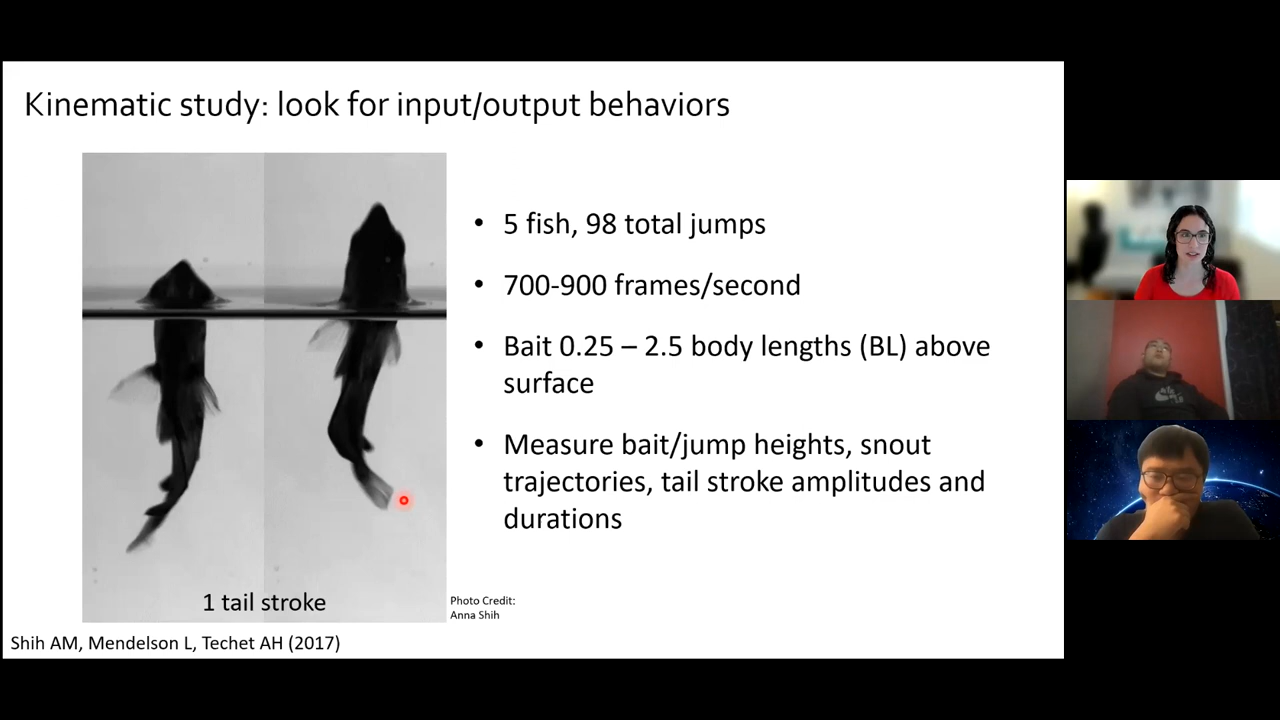 Kinematic study: look for input/output behaviors
• 5 fish, 98 total jumps
• 700-900 frames/second
• Bait 0.25 – 2.5 body lengths (BL) above
surface
• Measure bait/jump heights, snout
trajectories, tail stroke amplitudes and
durations
1 tail stroke
Photo Credit:
Anna Shih
Shih AM, Mendelson L, Techet AH (2017)